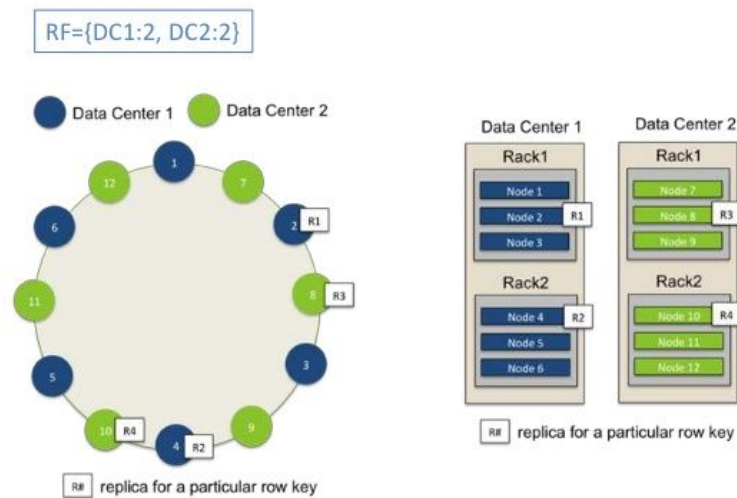 RF={DC1:2, DC2:2}
Data Center 1
Data Center 2
1
12
7
6
2
R1
11
8
R3
5
3
10
R4
9
4
R2
R# replica for a particular row key
Data Center 1
Data Center 2
Rack1
Rack1
Node 1
Node 7
Node 2
R1
Node 8
R3
Node 3
Node 9
Rack2
Rack2
Node 4
R2
Node 10
R4
Node 5
Node 11
Node 6
Node 12
R# replica for a particular row key